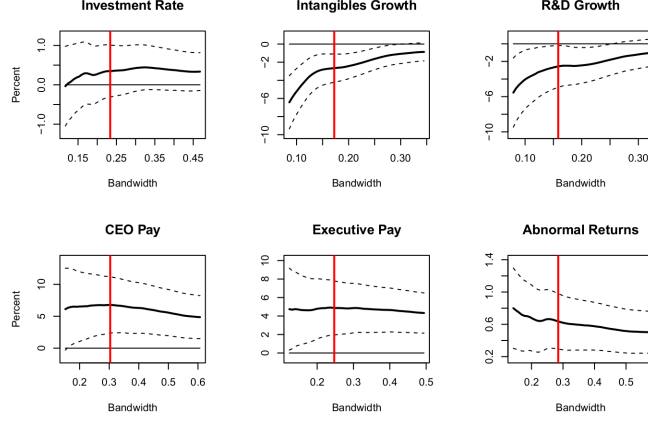 Investment Rate
Intangibles Growth
R&D Growth
Percent
1.0
0.0
−1.0
0
−2
−6
−10
0
−2
−6
−10
0.15 0.25 0.35 0.45
0.10 0.20 0.30
0.10 0.20 0.30
Bandwidth
Bandwidth
Bandwidth
CEO Pay
Executive Pay
Abnormal Returns
Percent
10
5
0
10
8
6
4
2
0
1.4
1.0
0.6
0.2
0.2 0.3 0.4 0.5 0.6
0.2 0.3 0.4 0.5
0.2 0.3 0.4 0.5
Bandwidth
Bandwidth
Bandwidth